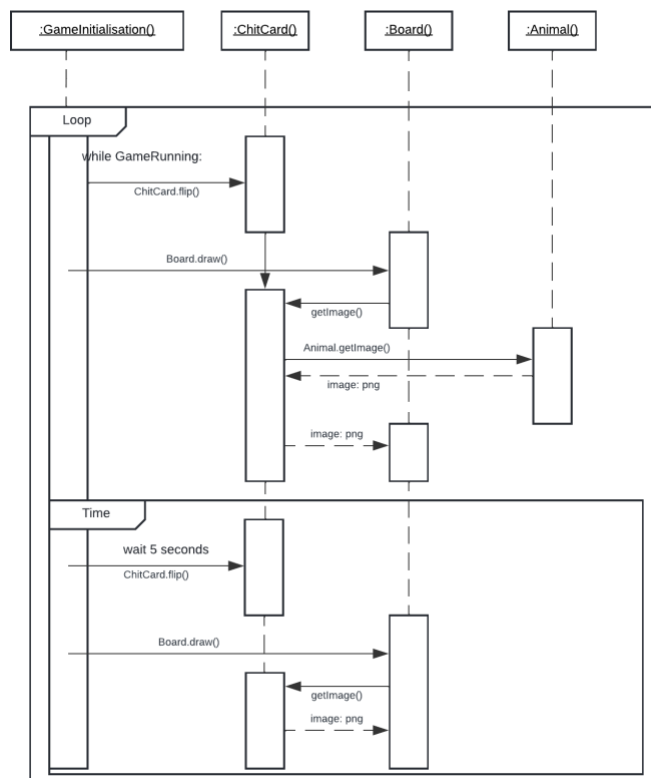 :GameInitialisation()
:ChitCard()
:Board()
:Animal()
Loop
while GameRunning:
ChitCard.flip()
Board.draw()
getImage()
Animal.getImage()
image: png
image: png
Time
wait 5 seconds
ChitCard.flip()
Board.draw()
getImage()
image: png